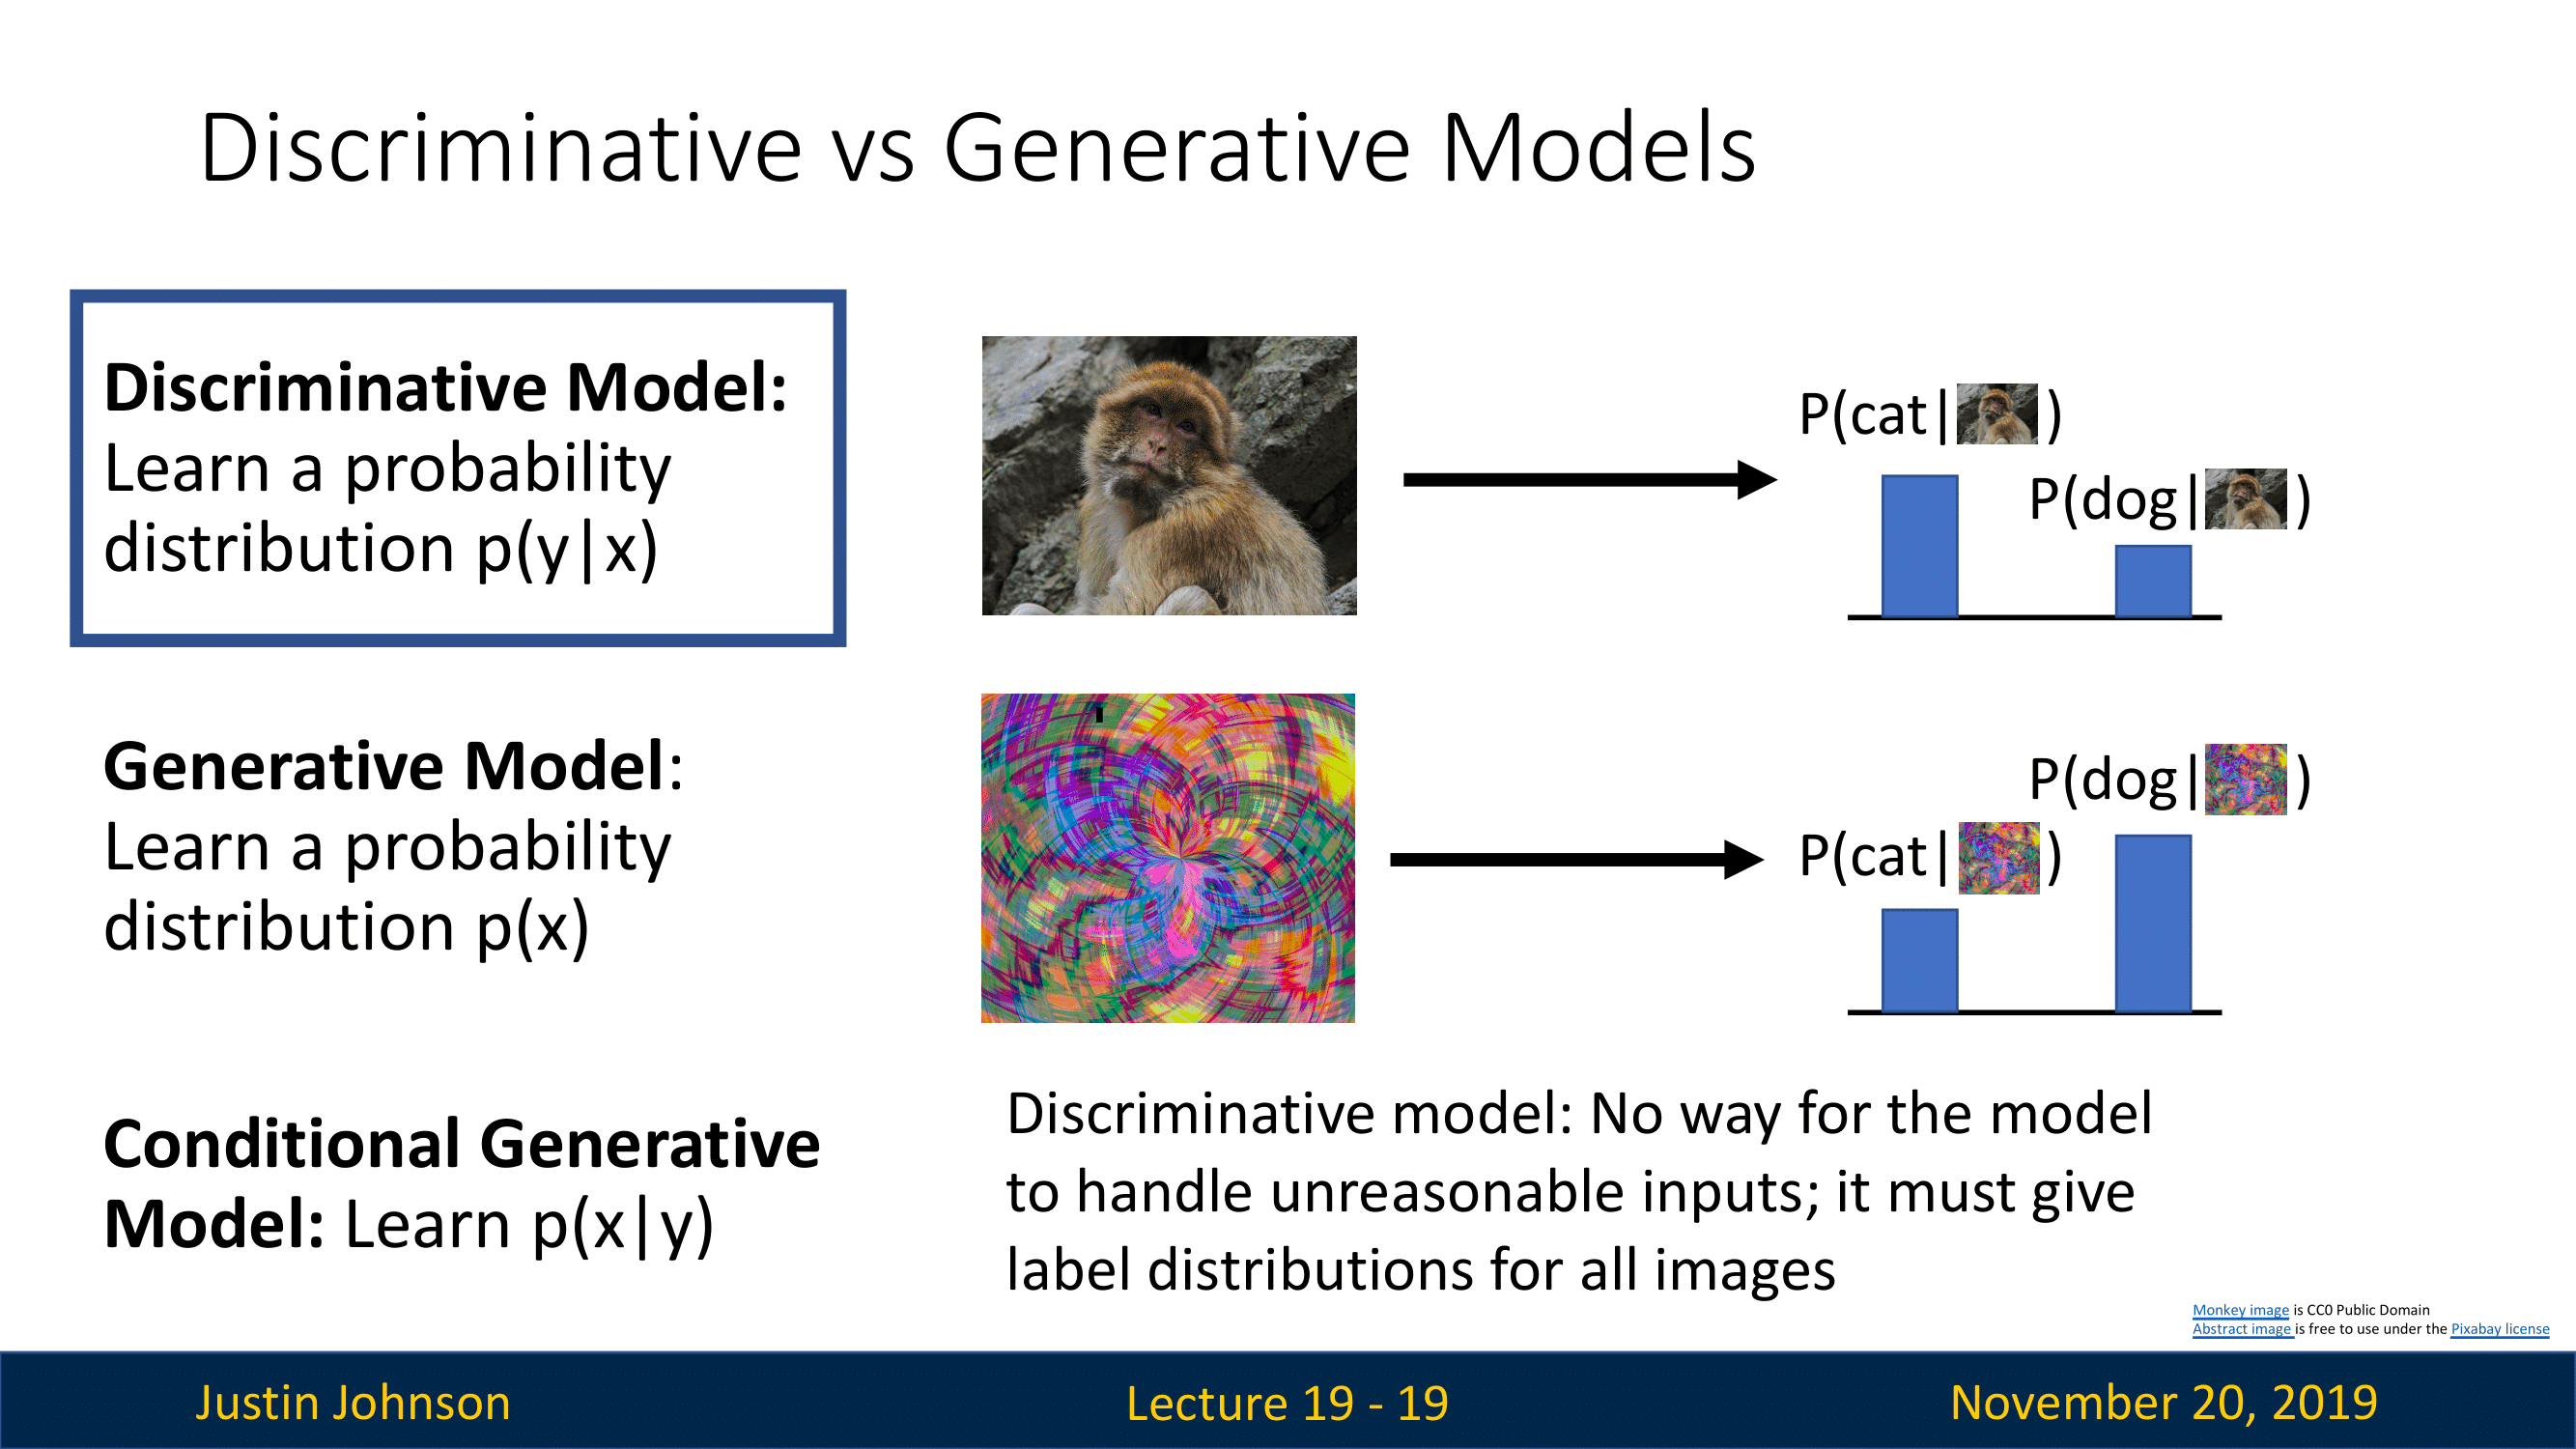 Discriminative vs Generative Models
Discriminative Model:
Learn a probability
distribution p(y|x)
Generative Model:
Learn a probability
distribution p(x)
Conditional Generative
Model: Learn p(x|y)
P(cat| )
P(dog| )
P(dog| )
P(cat| )
Discriminative model: No way for the model
to handle unreasonable inputs; it must give
label distributions for all images
Monkey image is CC0 Public Domain
Abstract image is free to use under the Pixabay license
Justin Johnson
Lecture 19 - 19
November 20, 2019